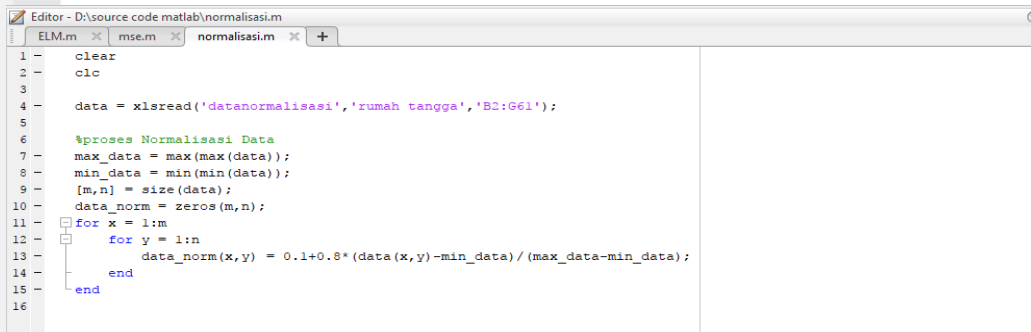 Editor - D:\source code matlab\normalisasi.m
ELM.m × mse.m × normalisasi.m × +
1 - clear
2 - clc
3
4 - data = xlsread('datanormalisasi','rumah tangga','B2:G61');
5
6 %proses Normalisasi Data
7 - max_data = max(max(data));
8 - min_data = min(min(data));
9 - [m,n] = size(data);
10 - data_norm = zeros(m,n);
11 - for x = 1:m
12 - for y = 1:n
13 - data_norm(x,y) = 0.1+0.8*(data(x,y)-min_data)/(max_data-min_data);
14 - end
15 - end
16